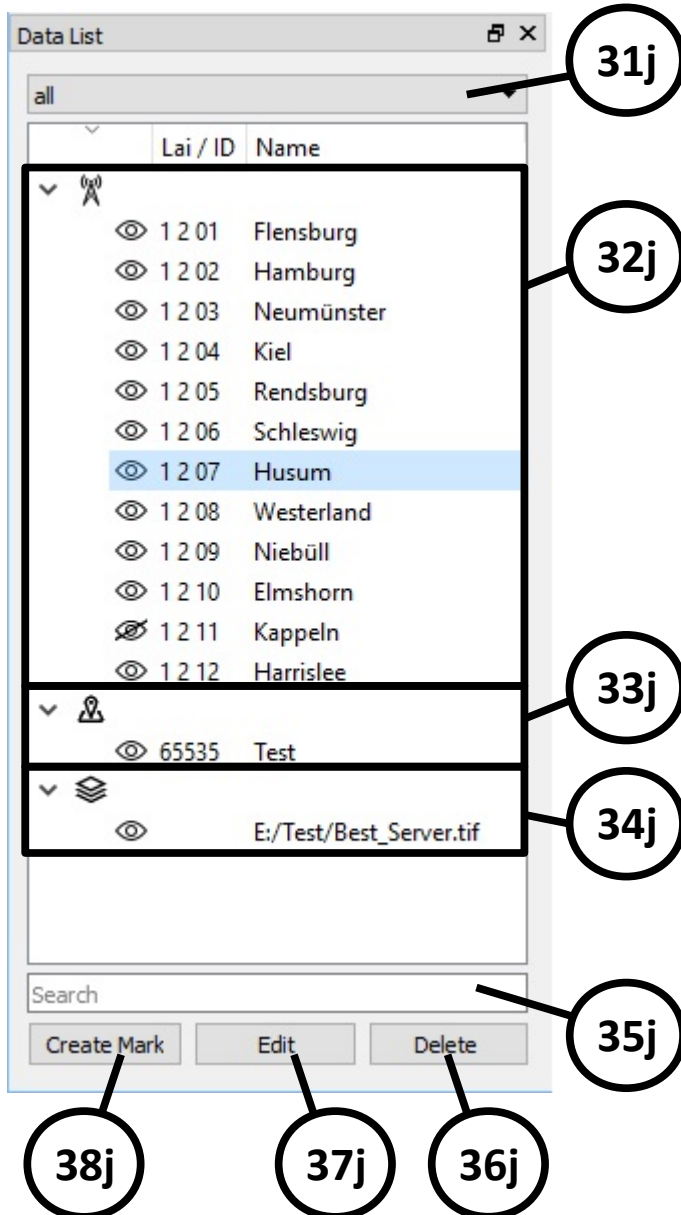 Data List
31j
all
Lai / ID Name
1 2 01 Flensburg
32j
1 2 02 Hamburg
1 2 03 Neumünster
1 2 04 Kiel
1 2 05 Rendsburg
1 2 06 Schleswig
1 2 07 Husum
1 2 08 Westerland
1 2 09 Niebüll
1 2 10 Elmshorn
1 2 11 Kappeln
1 2 12 Harrislee
33j
65535 Test
34j
E:/Test/Best_Server.tif
Search
35j
Create Mark Edit Delete
38j 37j 36j